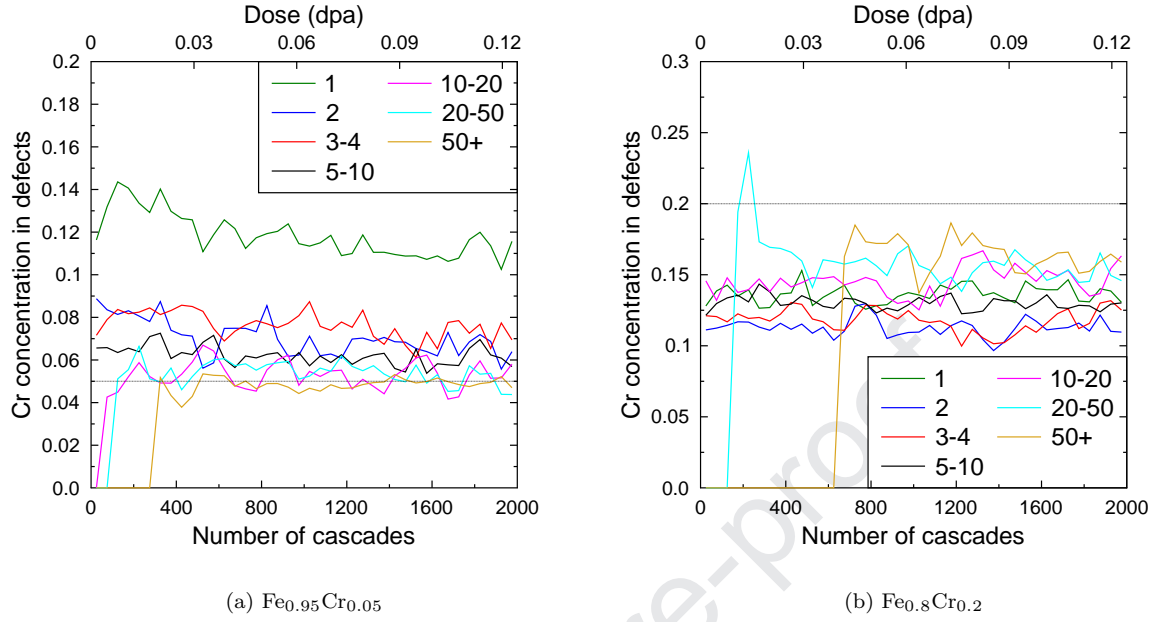 Dose (dpa)
0 0.03 0.06 0.09 0.12
0.2
0.18
0.16
0.14
0.12
0.1
0.08
0.06
0.04
0.02
0.0
Cr concentration in defects
1 10-20
2 20-50
3-4 50+
5-10
0 400 800 1200 1600 2000
Number of cascades
(a) Fe0.95Cr0.05
Dose (dpa)
0 0.03 0.06 0.09 0.12
0.3
0.25
0.2
0.15
0.1
0.05
0.0
Cr concentration in defects
1 10-20
2 20-50
3-4 50+
5-10
0 400 800 1200 1600 2000
Number of cascades
(b) Fe0.8Cr0.2